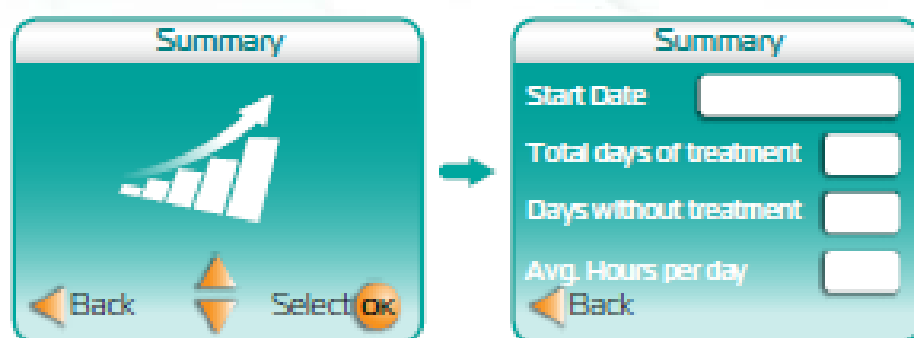 Summary
Back
Select OK
Summary
Start Date
Total days of treatment
Days without treatment
Avg. Hours per day
Back